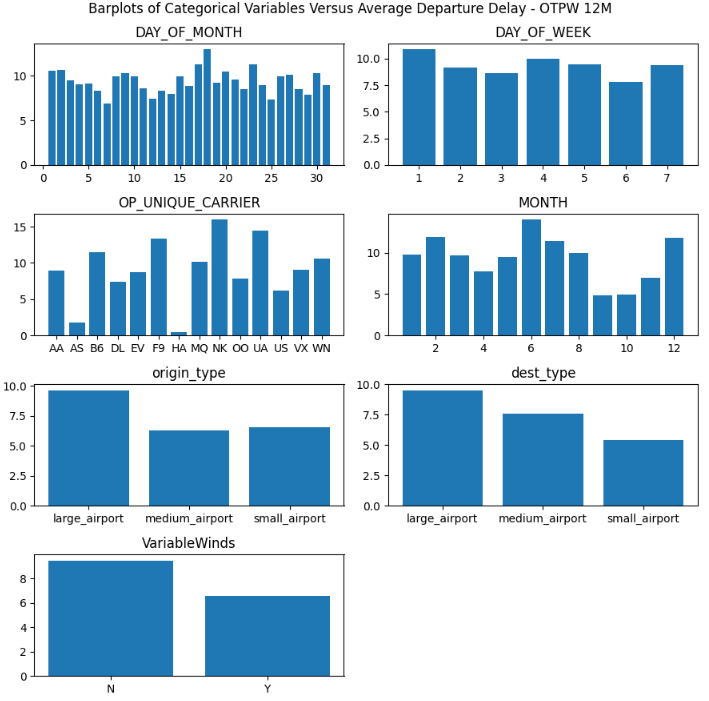 Barplots of Categorical Variables Versus Average Departure Delay - OTPW 12M
DAY_OF_MONTH
10
5
0
0 5 10 15 20 25 30
DAY_OF_WEEK
10.0
7.5
5.0
2.5
0.0
1 2 3 4 5 6 7
OP_UNIQUE_CARRIER
15
10
5
0
AA AS B6 DL EV F9 HA MQ NK OO UA US VX WN
MONTH
10
5
0
2 4 6 8 10 12
origin_type
10.0
7.5
5.0
2.5
0.0
large_airport medium_airport small_airport
dest_type
10.0
7.5
5.0
2.5
0.0
large_airport medium_airport small_airport
VariableWinds
8
6
4
2
0
N Y